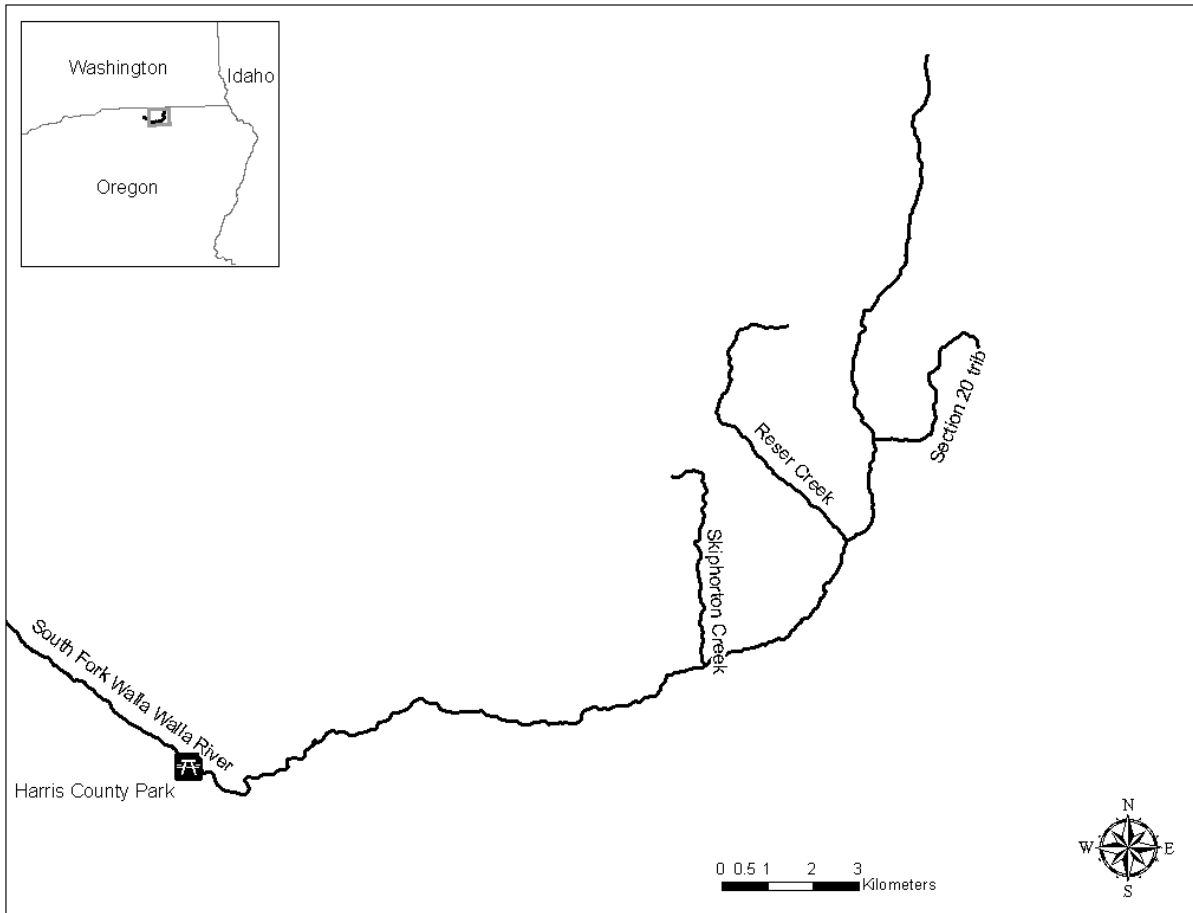 Washington
Idaho
Oregon
Section 20 trib
Reser Creek
Skiphorton Creek
South Fork Walla Walla River
Harris County Park
N
W
E
S
0 0.5 1 2 3
Kilometers